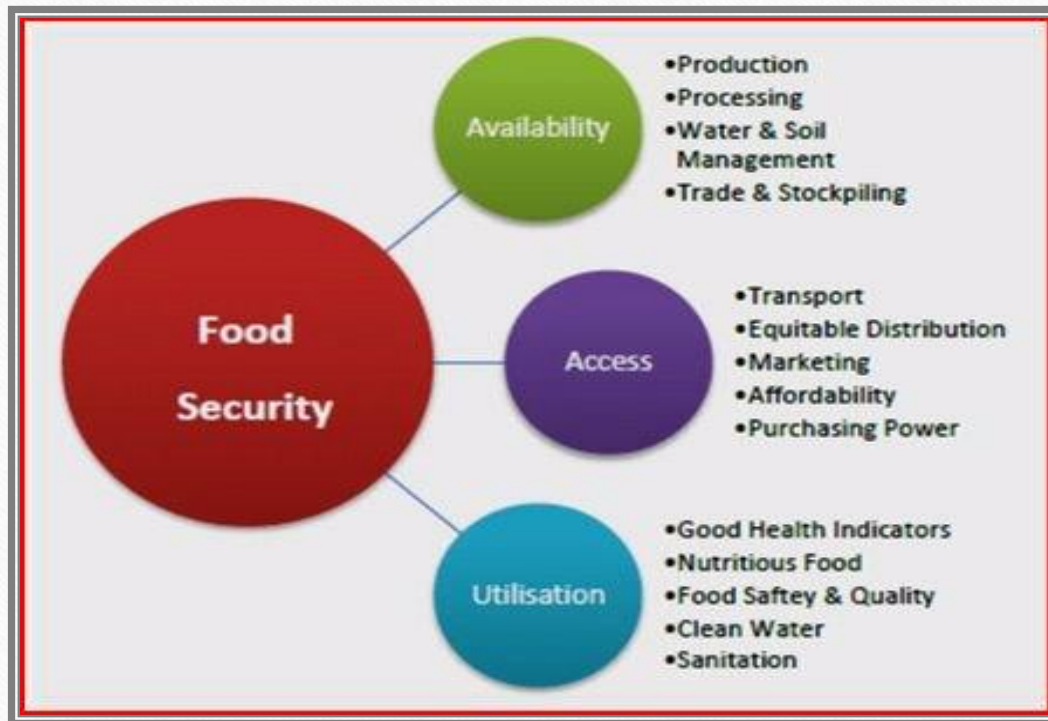 Food
Security
Availability
•Production
•Processing
•Water & Soil
Management
•Trade & Stockpiling
Access
•Transport
•Equitable Distribution
•Marketing
•Affordability
•Purchasing Power
Utilisation
•Good Health Indicators
•Nutritious Food
•Food Saftey & Quality
•Clean Water
•Sanitation